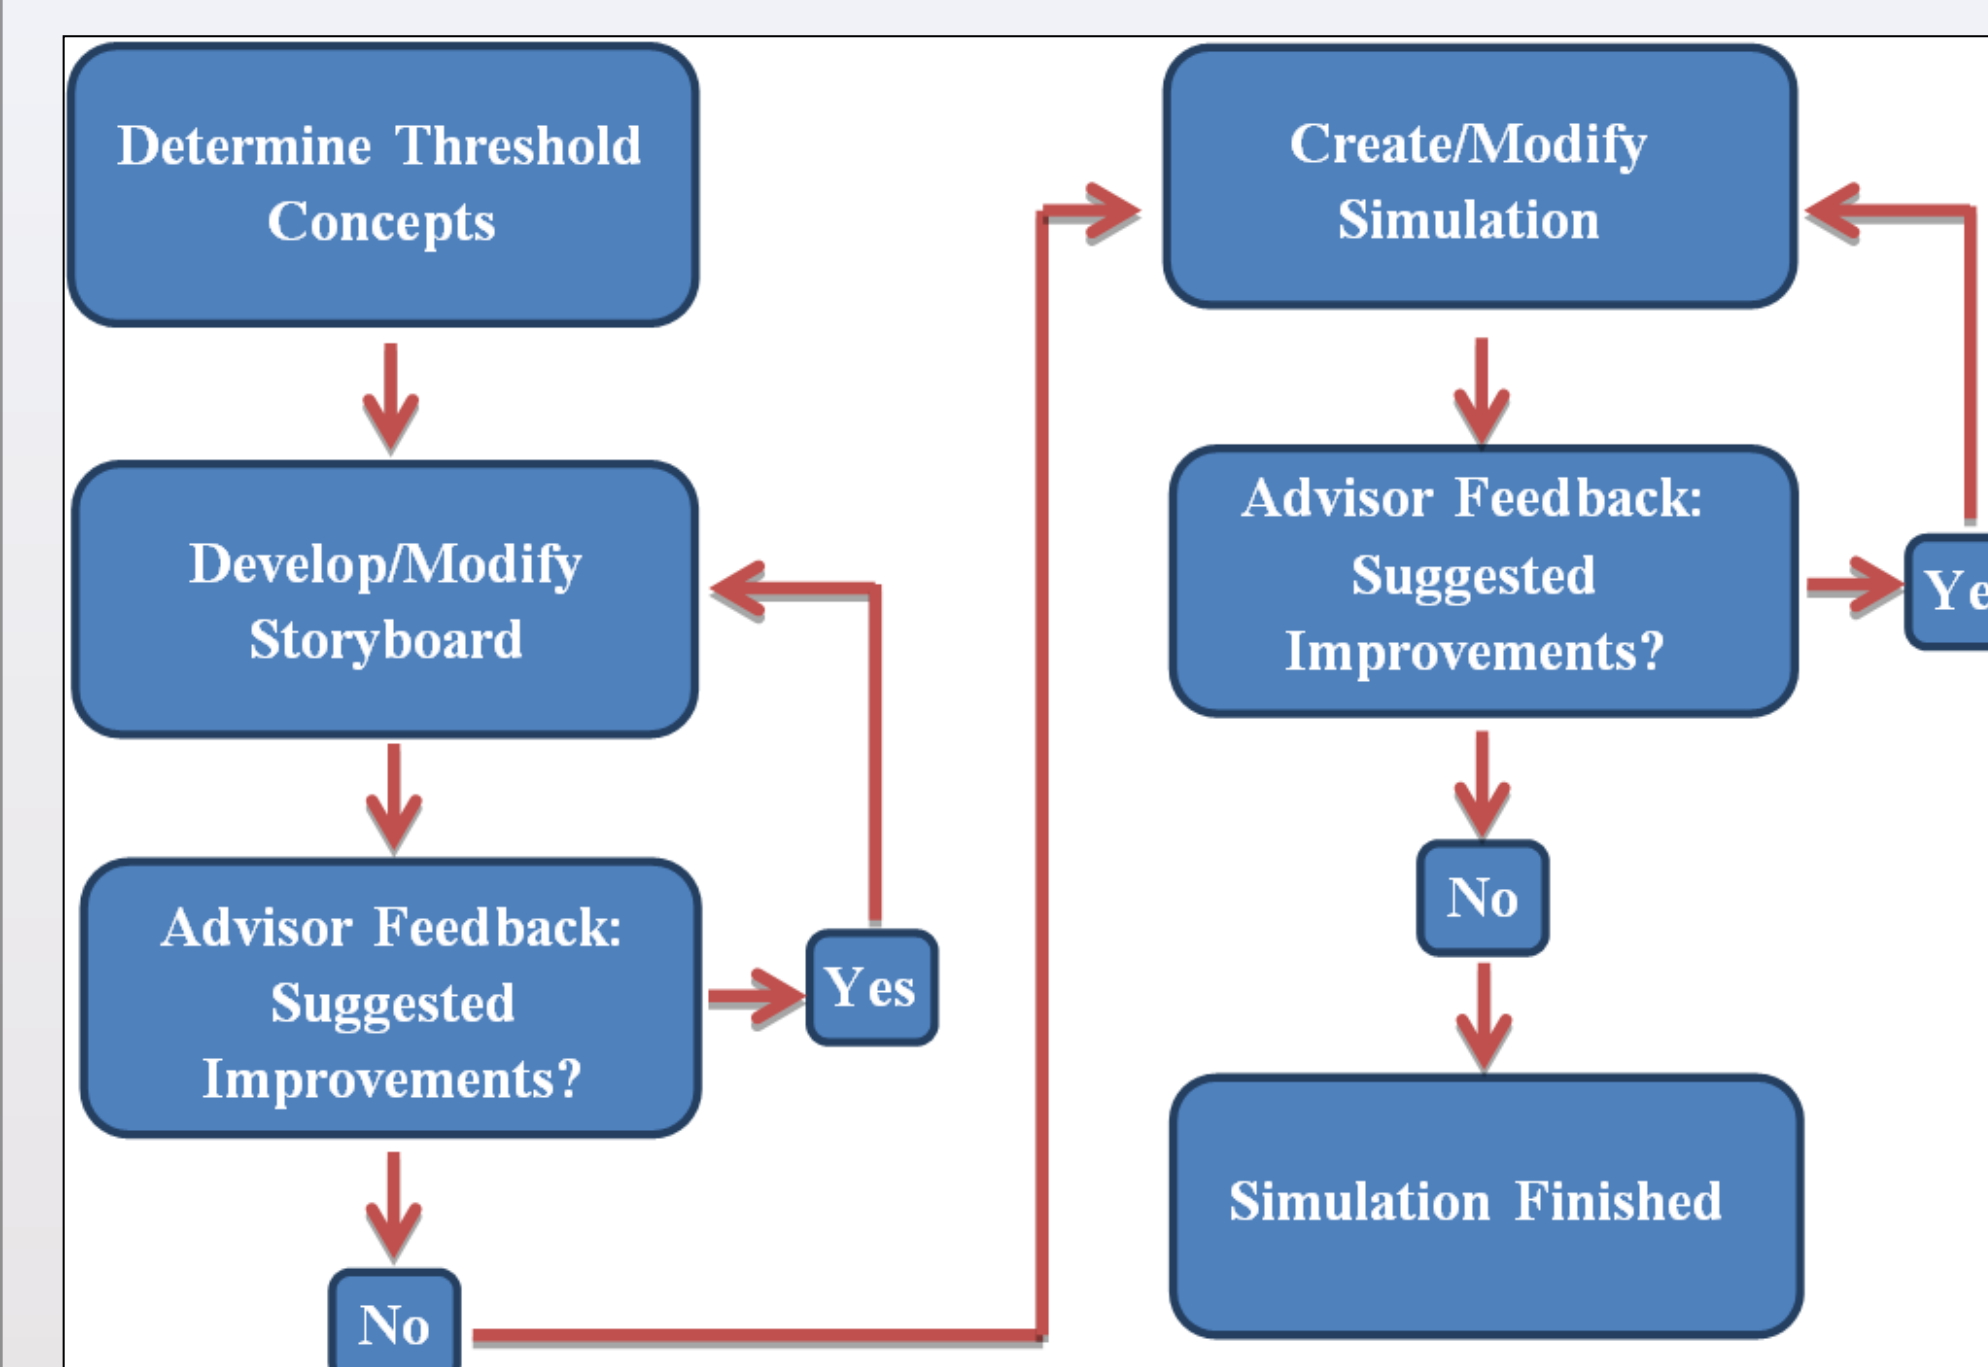 Determine Threshold
Concepts
Develop/Modify
Storyboard
Advisor Feedback:
Suggested
Improvements?
Yes
No
Create/Modify
Simulation
Advisor Feedback:
Suggested
Improvements?
Ye
No
Simulation Finished